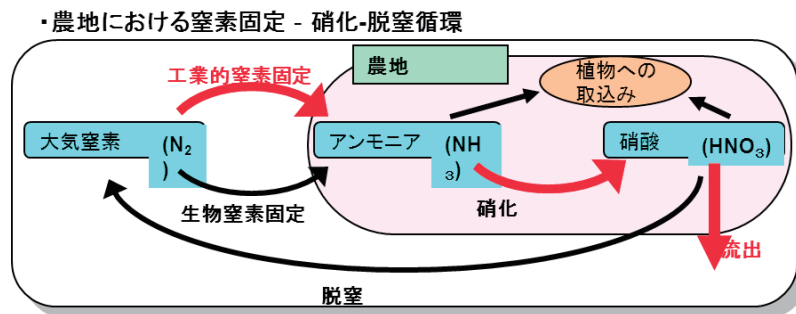 ・農地における窒素固定 - 硝化-脱窒循環
工業的窒素固定
農地
植物への
取込み
大気窒素
(N₂
)
アンモニア
(NH
₃)
硝酸
(HNO₃)
生物窒素固定
硝化
流出
脱窒